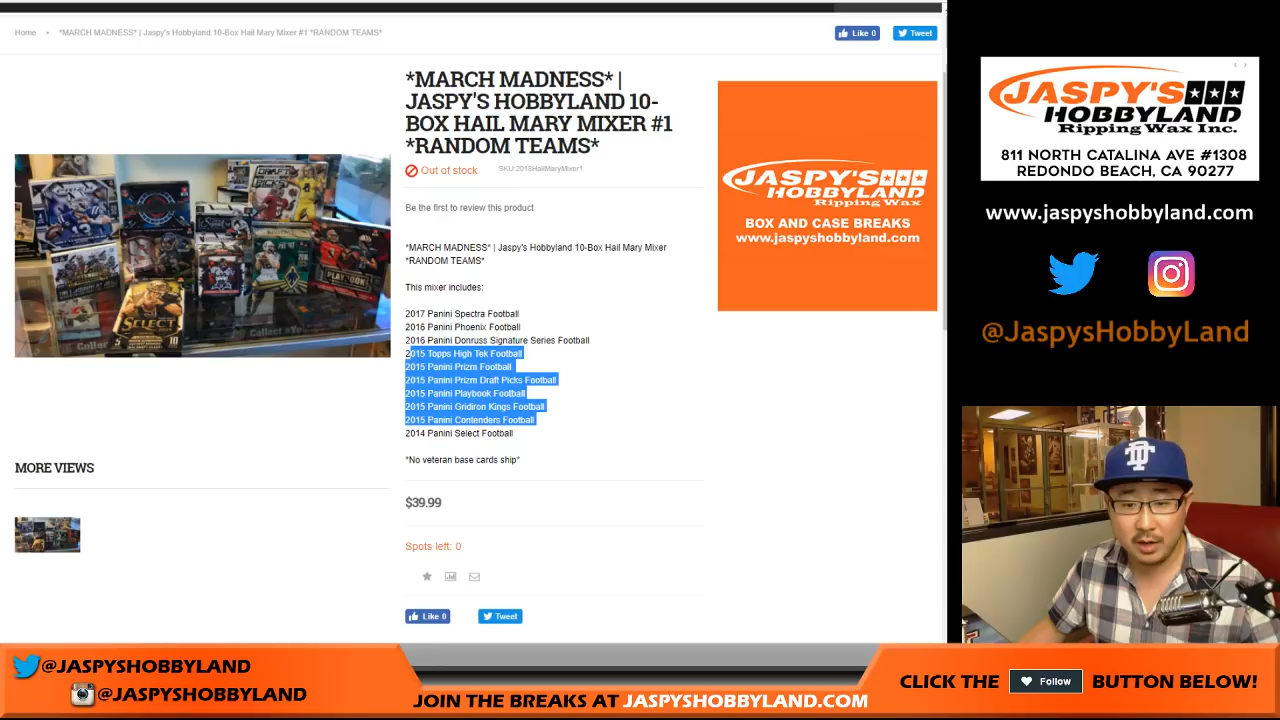 Home
*MARCH MADNESS* | Jaspy's Hobbyland 10-Box Hail Mary Mixer #1 *RANDOM TEAMS*
Like 0
Tweet
*MARCH MADNESS* |
JASPY'S HOBBYLAND 10-
BOX HAIL MARY MIXER #1
*RANDOM TEAMS*
Out of stock
SKU:2018HailMaryMixer1
Be the first to review this product
*MARCH MADNESS* | Jaspy's Hobbyland 10-Box Hail Mary Mixer
*RANDOM TEAMS*
This mixer includes:
2017 Panini Spectra Football
2016 Panini Phoenix Football
2016 Panini Donruss Signature Series Football
2015 Topps High Tek Football
2015 Panini Prizm Football
2015 Panini Prizm Draft Picks Football
2015 Panini Playbook Football
2015 Panini Gridiron Kings Football
2015 Panini Contenders Football
2014 Panini Select Football
*No veteran base cards ship*
$39.99
Spots left: 0
Like 0
Tweet
DRAFT
PICKS
PLAYBOOK
SELECT
MORE VIEWS
JASPY'S
HOBBYLAND
Ripping Wax
BOX AND CASE BREAKS
www.jaspyshobbyland.com
JASPY'S
HOBBYLAND
Ripping Wax Inc.
811 NORTH CATALINA AVE #1308
REDONDO BEACH, CA 90277
www.jaspyshobbyland.com
@JaspysHobbyLand
@JASPYSHOBBYLAND
@JASPYSHOBBYLAND
JOIN THE BREAKS AT JASPYSHOBBYLAND.COM
CLICK THE
Follow
BUTTON BELOW!